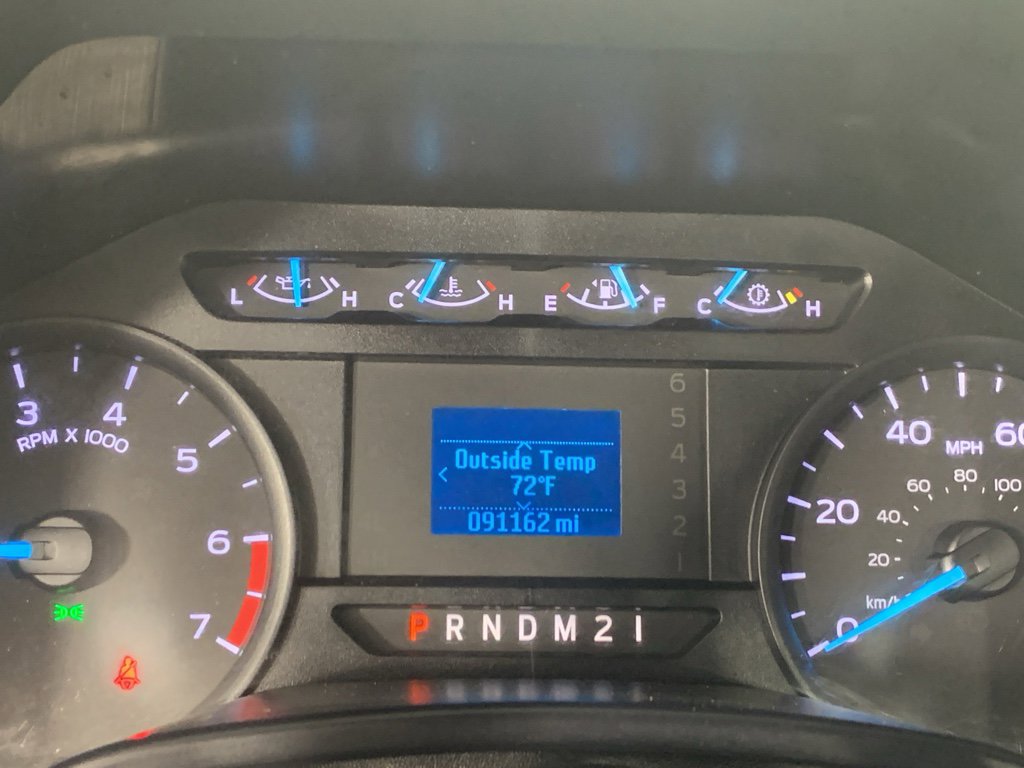 L H C H E F C H
3 4 5 6 7
RPM X 1000
6
5
4
3
2
1
Outside Temp
72°F
091162 mi
P R N D M 2 1
0 20 40 60
MPH
20 40 60 80 100